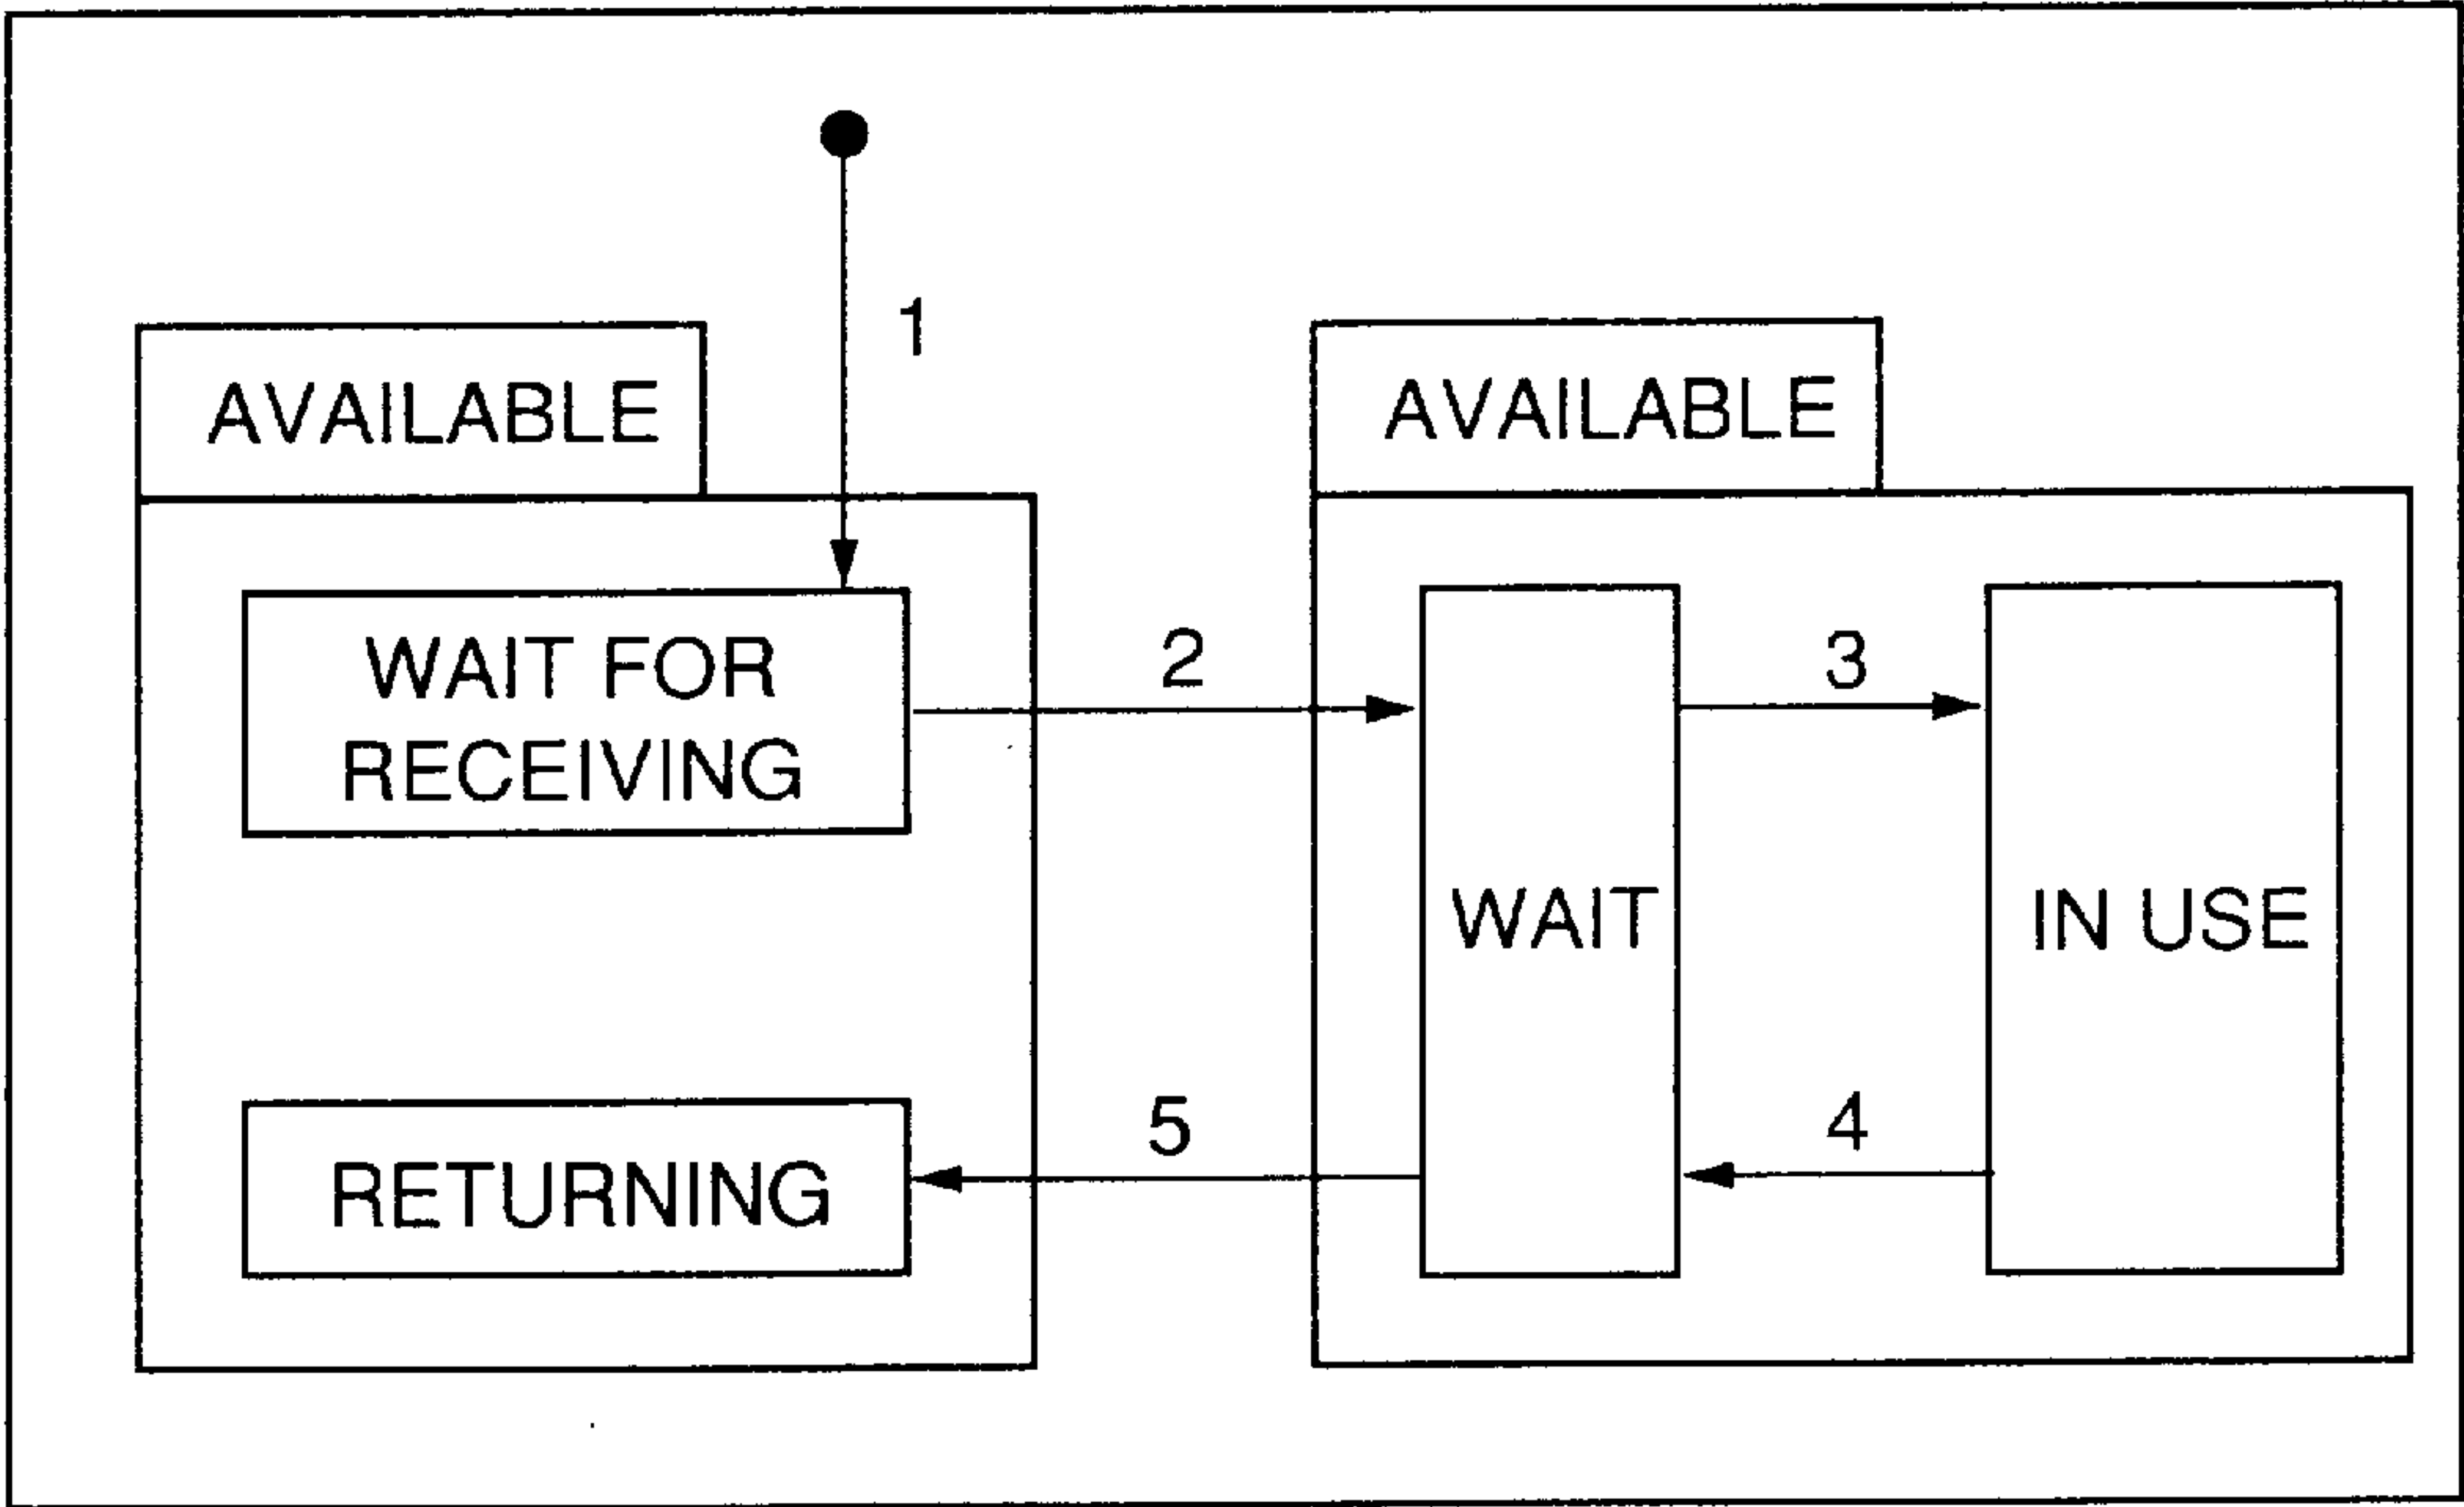 1
AVAILABLE
AVAILABLE
WAIT FOR
RECEIVING
2
3
WAIT
IN USE
5
4
RETURNING